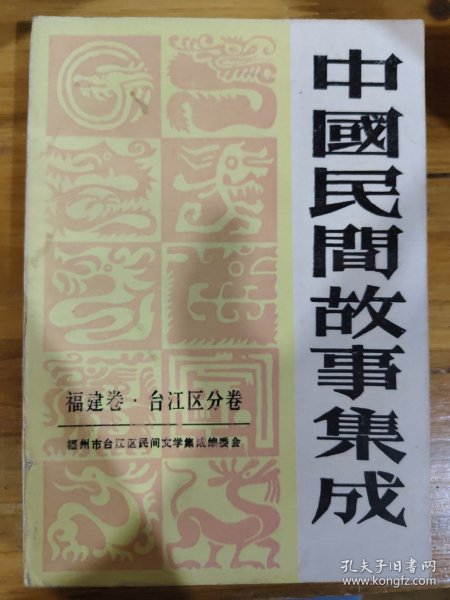 中國民間故事集成
福建卷·台江区分卷
福州市台江区民间文学集成编委会
孔夫子旧书网
www.kongfz.com